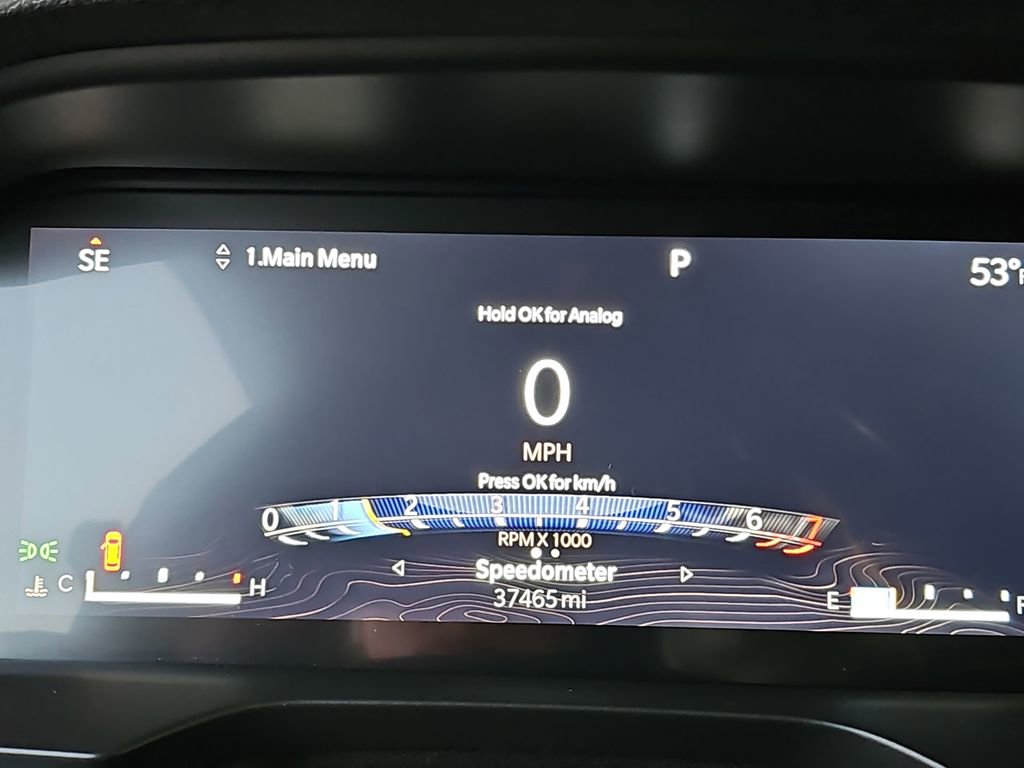 SE
1.Main Menu
P
53°F
Hold OK for Analog
0
MPH
Press OK for km/h
0 1 2 3 4 5 6 7
RPM X 1000
Speedometer
37465 mi
C H
E F